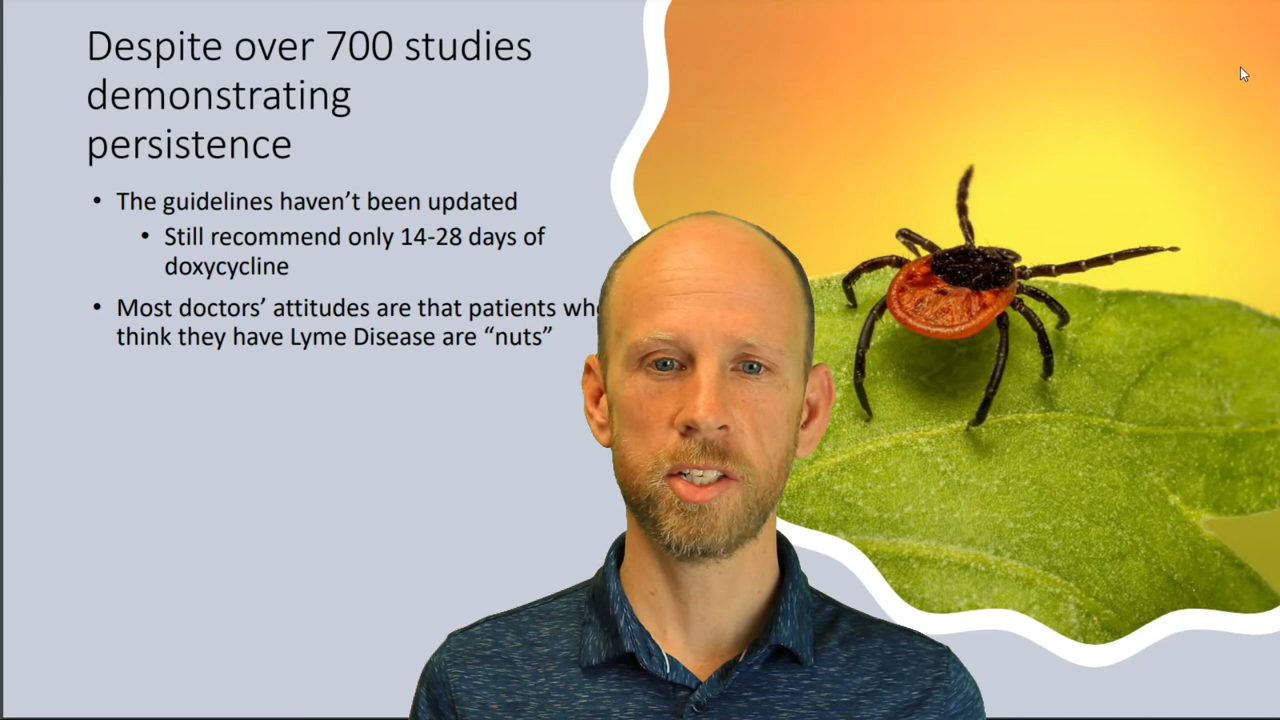 Despite over 700 studies
demonstrating
persistence
• The guidelines haven’t been updated
• Still recommend only 14-28 days of
doxycycline
• Most doctors’ attitudes are that patients wh
think they have Lyme Disease are “nuts”